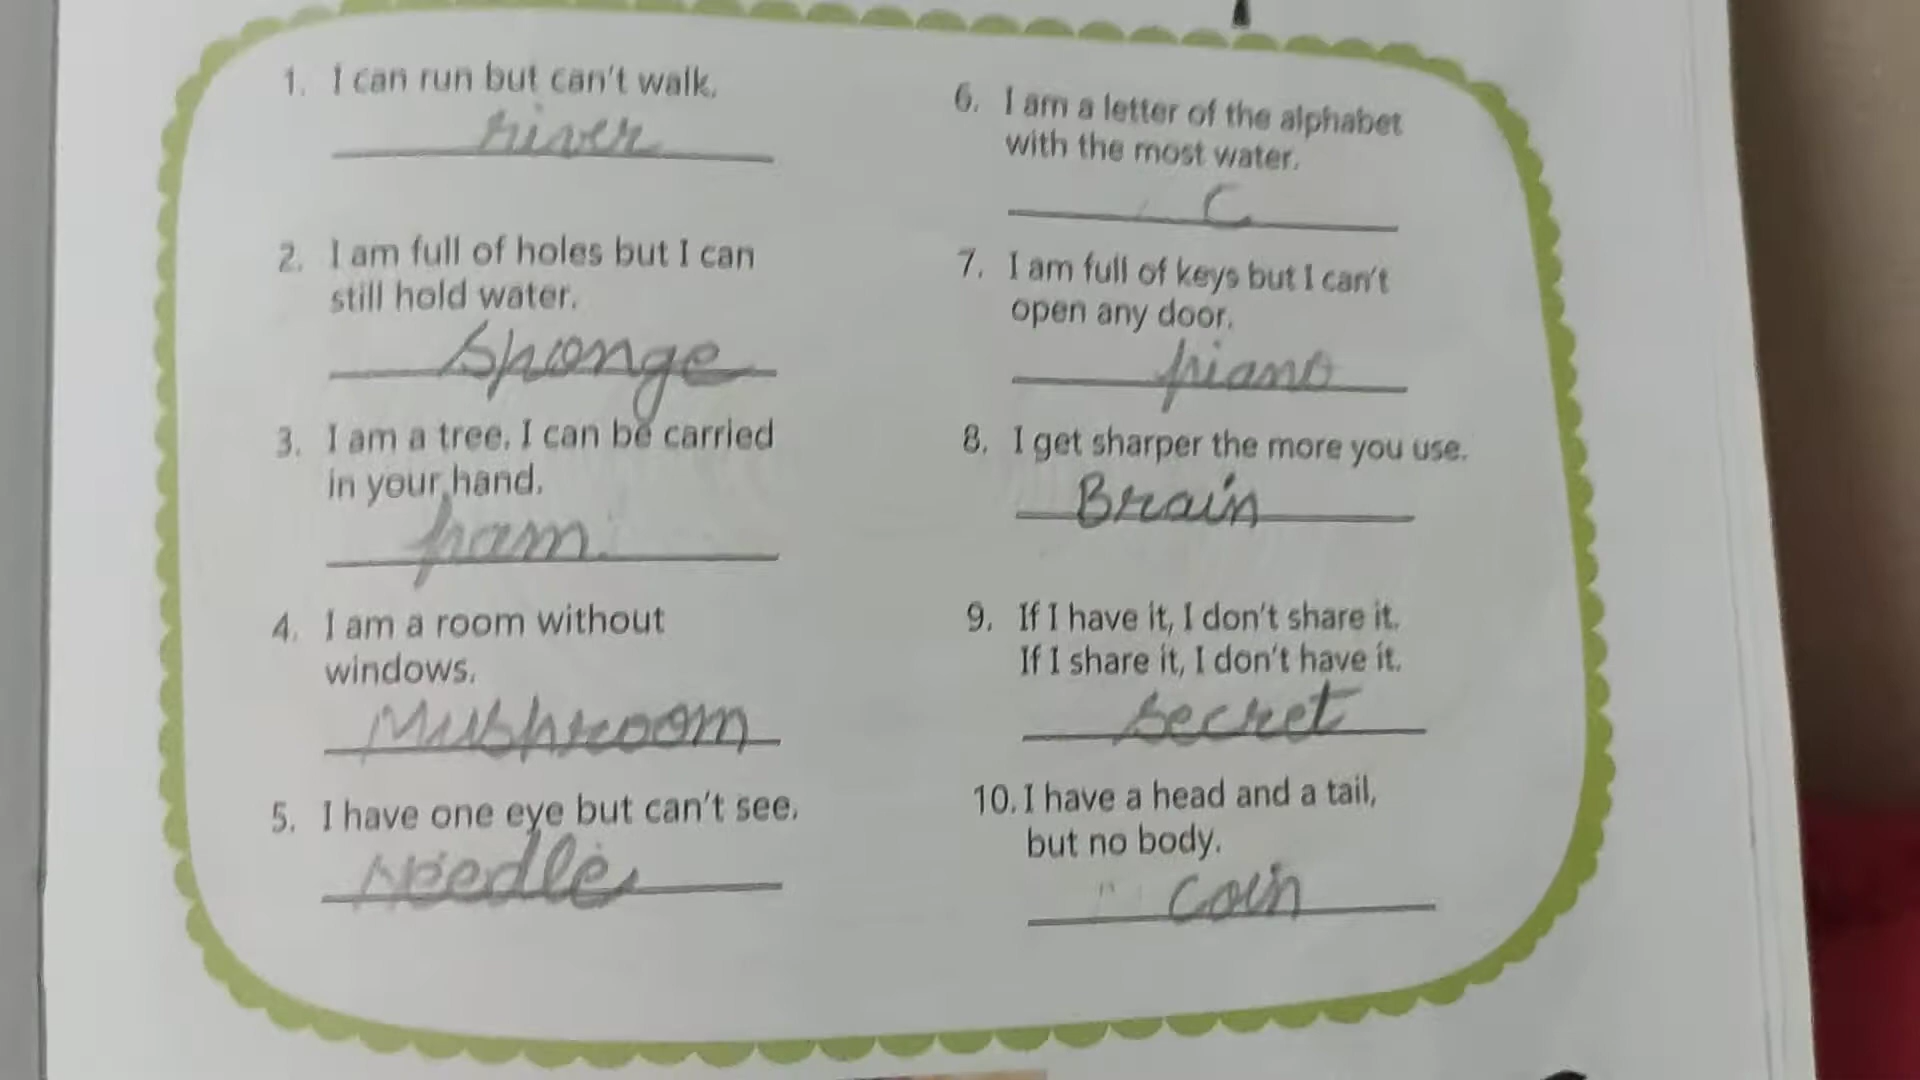 1. I can run but can't walk.
river
2. I am full of holes but I can
still hold water.
Sponge
3. I am a tree. I can be carried
in your hand.
pam
4. I am a room without
windows.
Mushroom
5. I have one eye but can't see.
Needle
6. I am a letter of the alphabet
with the most water.
C
7. I am full of keys but I can't
open any door.
piano
8. I get sharper the more you use.
Brain
9. If I have it, I don't share it.
If I share it, I don't have it.
secret
10. I have a head and a tail,
but no body.
coin